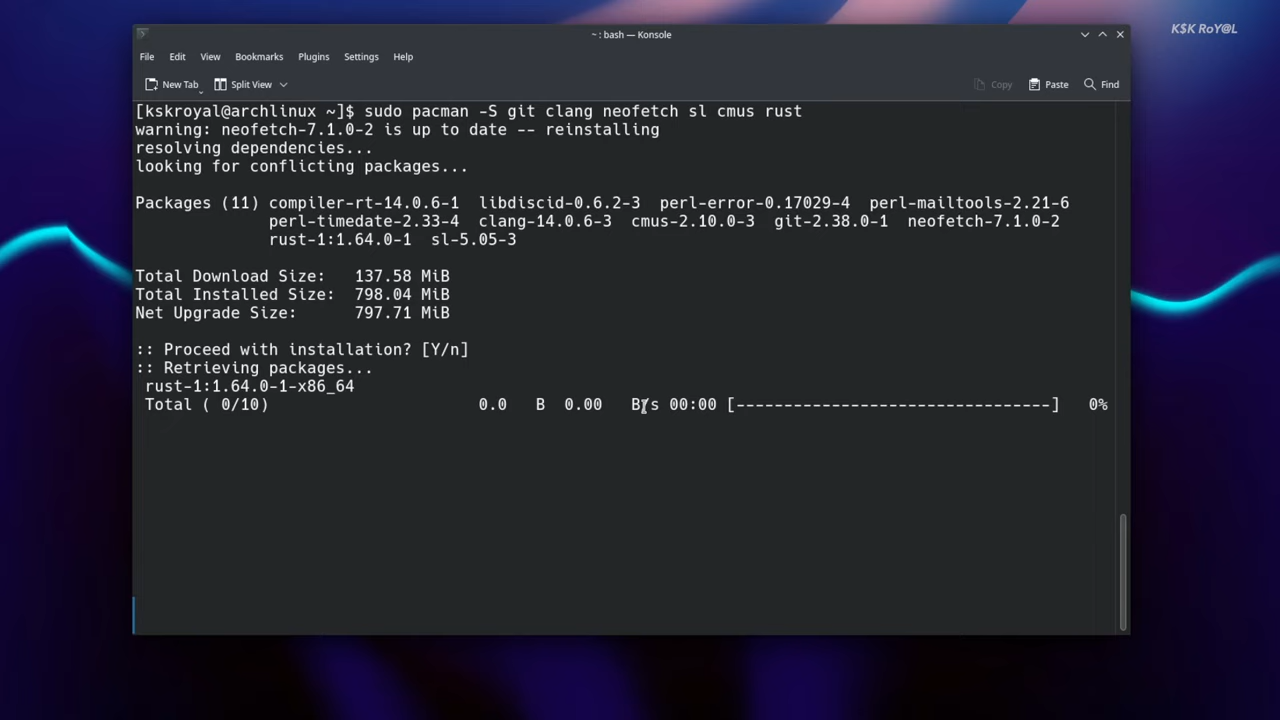 ~ : bash — Konsole
K$K RoY@L
File Edit View Bookmarks Plugins Settings Help
New Tab Split View Copy Paste Find
[kskroyal@archlinux ~]$ sudo pacman -S git clang neofetch sl cmus rust
warning: neofetch-7.1.0-2 is up to date -- reinstalling
resolving dependencies...
looking for conflicting packages...
Packages (11) compiler-rt-14.0.6-1 libdiscid-0.6.2-3 perl-error-0.17029-4 perl-mailtools-2.21-6
perl-timedate-2.33-4 clang-14.0.6-3 cmus-2.10.0-3 git-2.38.0-1 neofetch-7.1.0-2
rust-1:1.64.0-1 sl-5.05-3
Total Download Size: 137.58 MiB
Total Installed Size: 798.04 MiB
Net Upgrade Size: 797.71 MiB
:: Proceed with installation? [Y/n]
:: Retrieving packages...
rust-1:1.64.0-1-x86_64
Total ( 0/10) 0.0 B 0.00 B/s 00:00 [---------------------------------] 0%